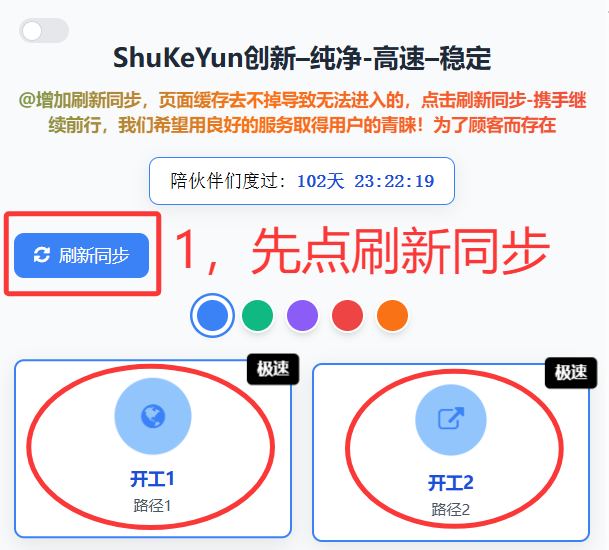 ShuKeYun创新–纯净-高速–稳定
@增加刷新同步，页面缓存去不掉导致无法进入的，点击刷新同步-携手继
续前行，我们希望用良好的服务取得用户的青睐！为了顾客而存在
陪伙伴们度过：102天 23:22:19
刷新同步
1，先点刷新同步
极速
极速
开工1
路径1
开工2
路径2